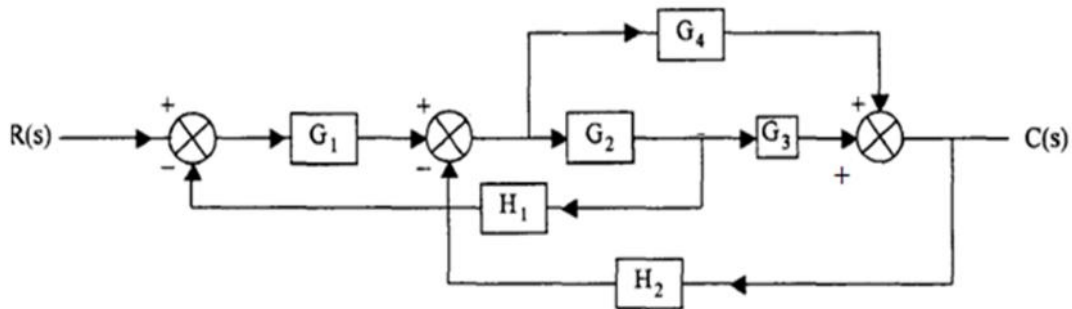 G₄
R(s) + − G₁ + − G₂ G₃ + + C(s)
H₁
H₂